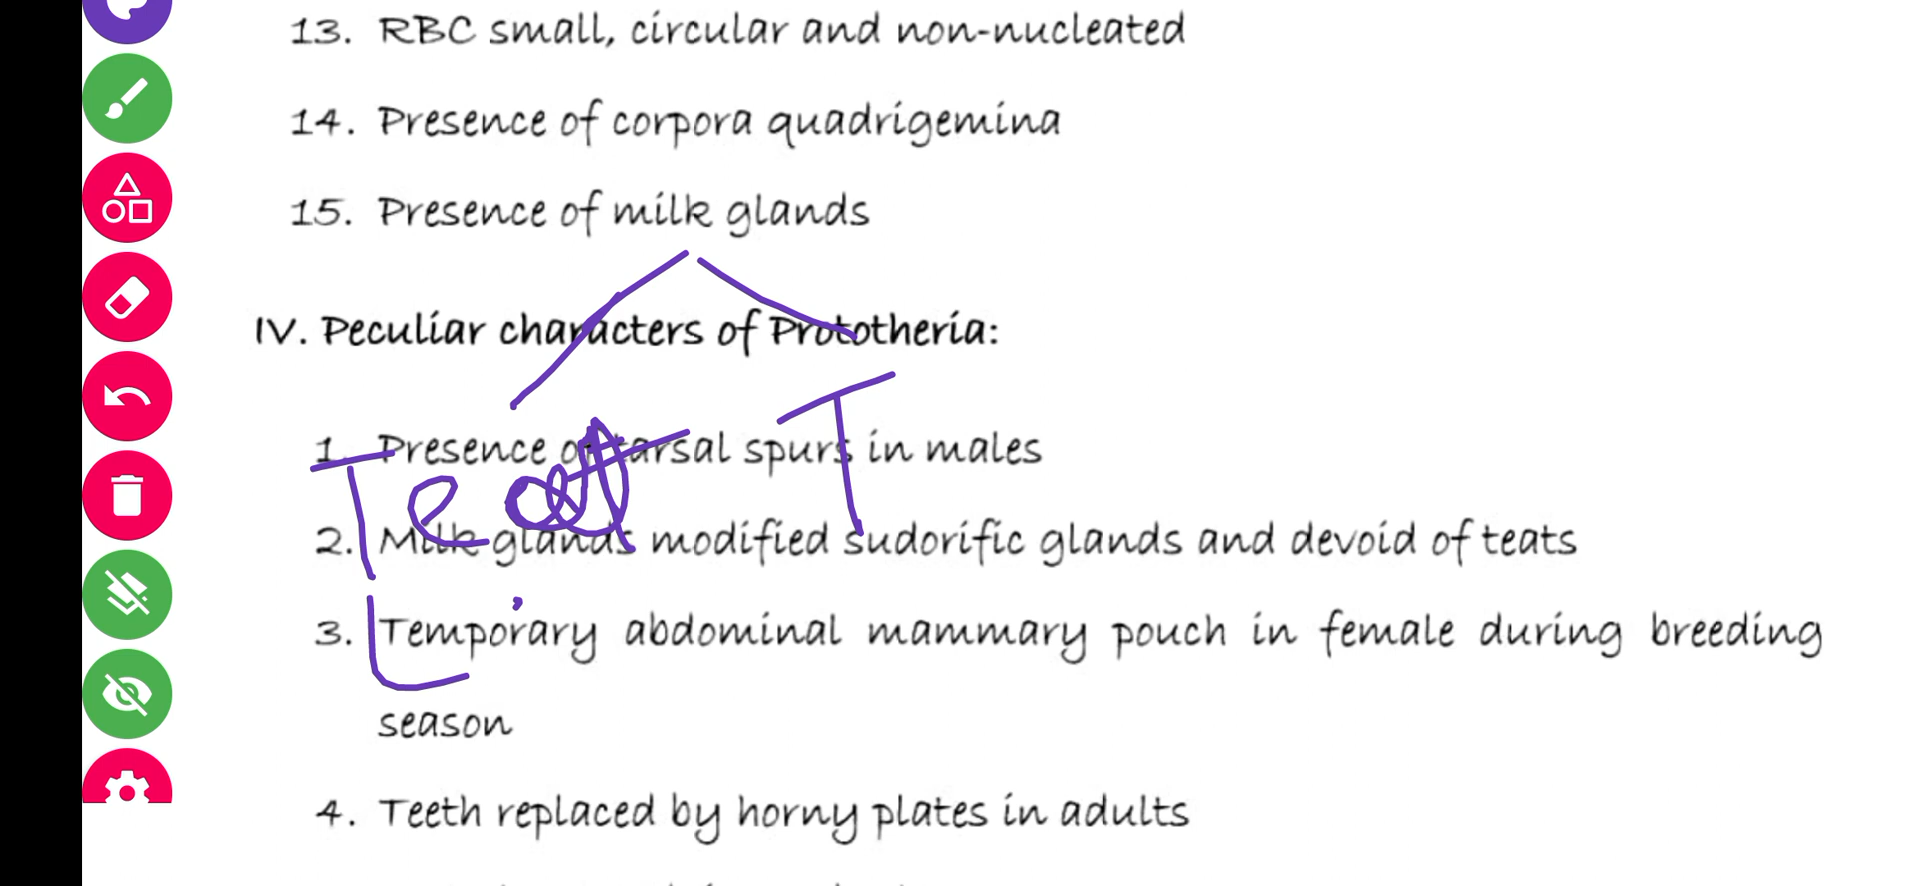 13. RBC small, circular and non-nucleated
14. Presence of corpora quadrigemina
15. Presence of milk glands
IV. Peculiar characters of Prototheria:
1. Presence of tarsal spurs in males
Teat T
2. Milk glands modified sudorific glands and devoid of teats
3. Temporary abdominal mammary pouch in female during breeding
season
4. Teeth replaced by horny plates in adults